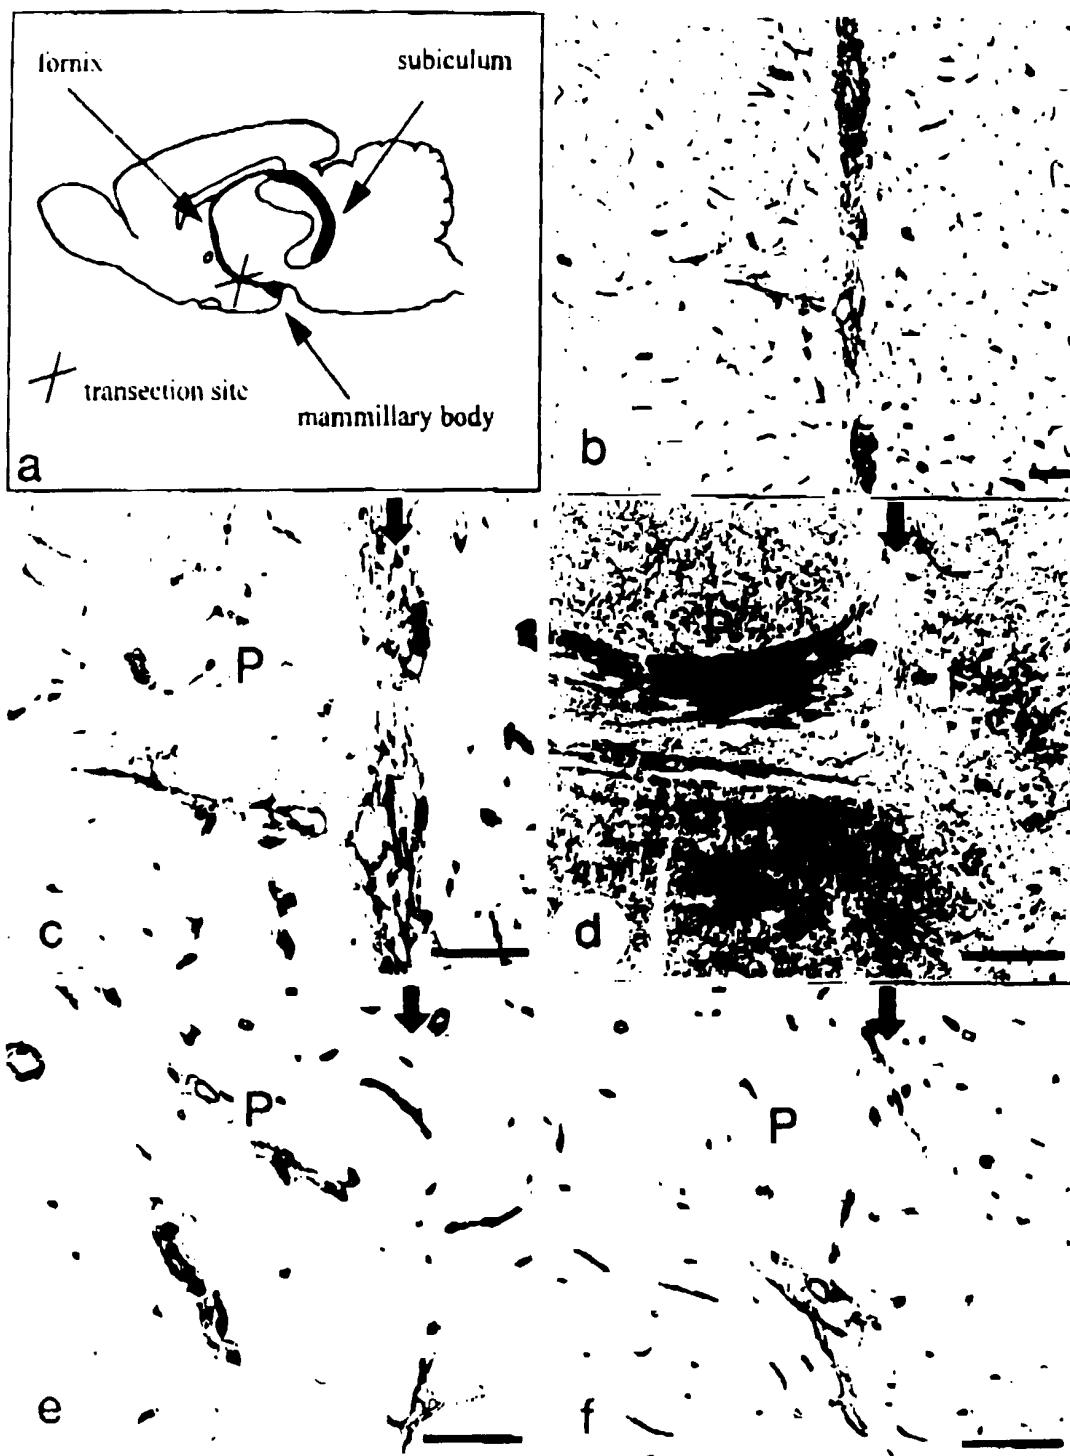 fornix
subiculum
transection site
mammillary body
a
b
P
c
P
d
P
e
P
f